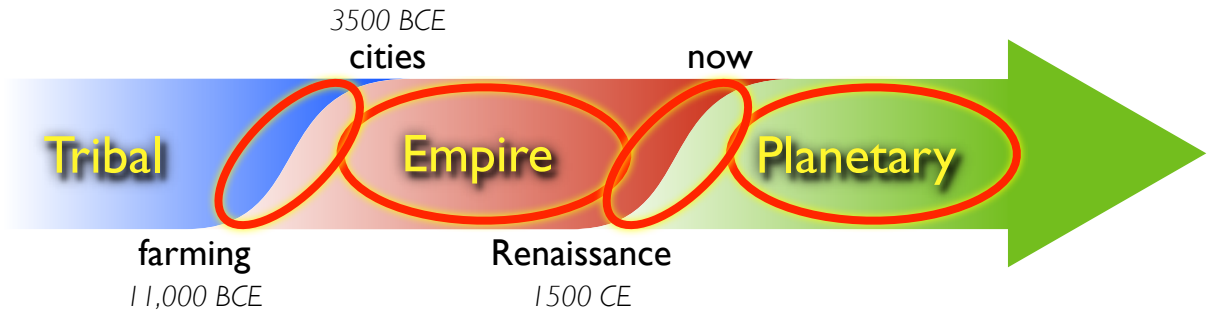 3500 BCE
cities
now
Tribal
Empire
Planetary
farming
Renaissance
11,000 BCE
1500 CE